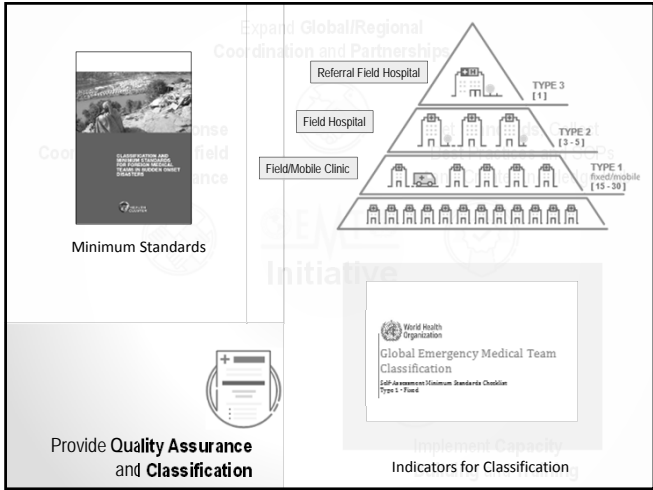 Expand Global/Regional
Coordination and Partnerships
CLASSIFICATION AND
MINIMUM STANDARDS
FOR FOREIGN MEDICAL
TEAMS IN SUDDEN ONSET
DISASTERS
Minimum Standards
Referral Field Hospital
TYPE 3
[ 1 ]
Field Hospital
TYPE 2
[ 3 - 5 ]
Field/Mobile Clinic
TYPE 1
fixed/mobile
[ 15 - 30 ]
Initiative
World Health
Organization
Global Emergency Medical Team
Classification
Self-Assessment Minimum Standards Checklist
Type 1 - Fixed
Provide Quality Assurance
and Classification
Implement Capacity
Indicators for Classification